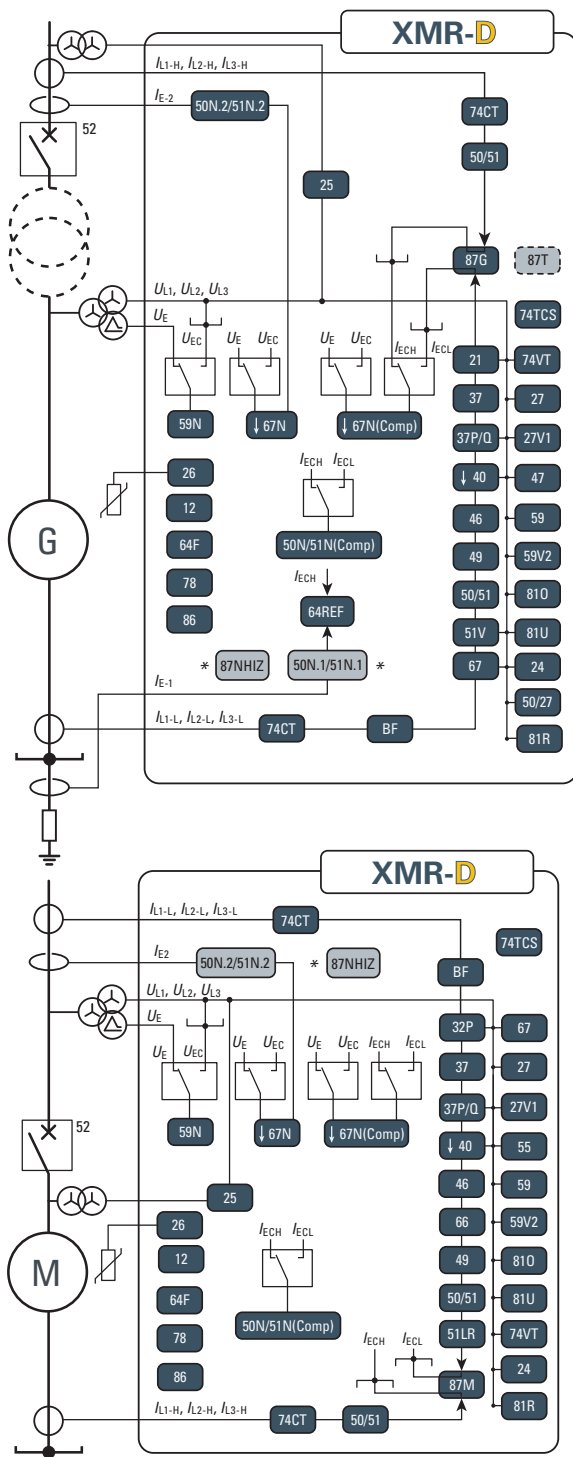 XMR-D
IL1-H, IL2-H, IL3-H
IE-2
50N.2/51N.2
74CT
52
50/51
25
87G
87T
UL1, UL2, UL3
74TCS
UE
UEC
UE
UEC
UE
UEC
IECH
IECL
21
74VT
37
27
59N
↓ 67N
↓ 67N(Comp)
37P/Q
27V1
26
IECH
IECL
↓ 40
47
12
46
59
G
64F
50N/51N(Comp)
49
59V2
78
IECH
50/51
81O
86
64REF
51V
81U
* 87NHIZ
50N.1/51N.1 *
67
24
IE-1
50/27
IL1-L, IL2-L, IL3-L
74CT
BF
81R
XMR-D
IL1-L, IL2-L, IL3-L
74CT
74TCS
IE2
50N.2/51N.2
* 87NHIZ
BF
UL1, UL2, UL3
UE
32P
67
UE
UEC
UE
UEC
UE
UEC
IECH
IECL
37
27
37P/Q
27V1
52
59N
↓ 67N
↓ 67N(Comp)
↓ 40
55
25
46
59
26
IECH
IECL
66
59V2
M
12
49
81O
64F
50N/51N(Comp)
50/51
81U
78
IECH
IECL
51LR
74VT
86
87M
24
IL1-H, IL2-H, IL3-H
74CT
50/51
81R